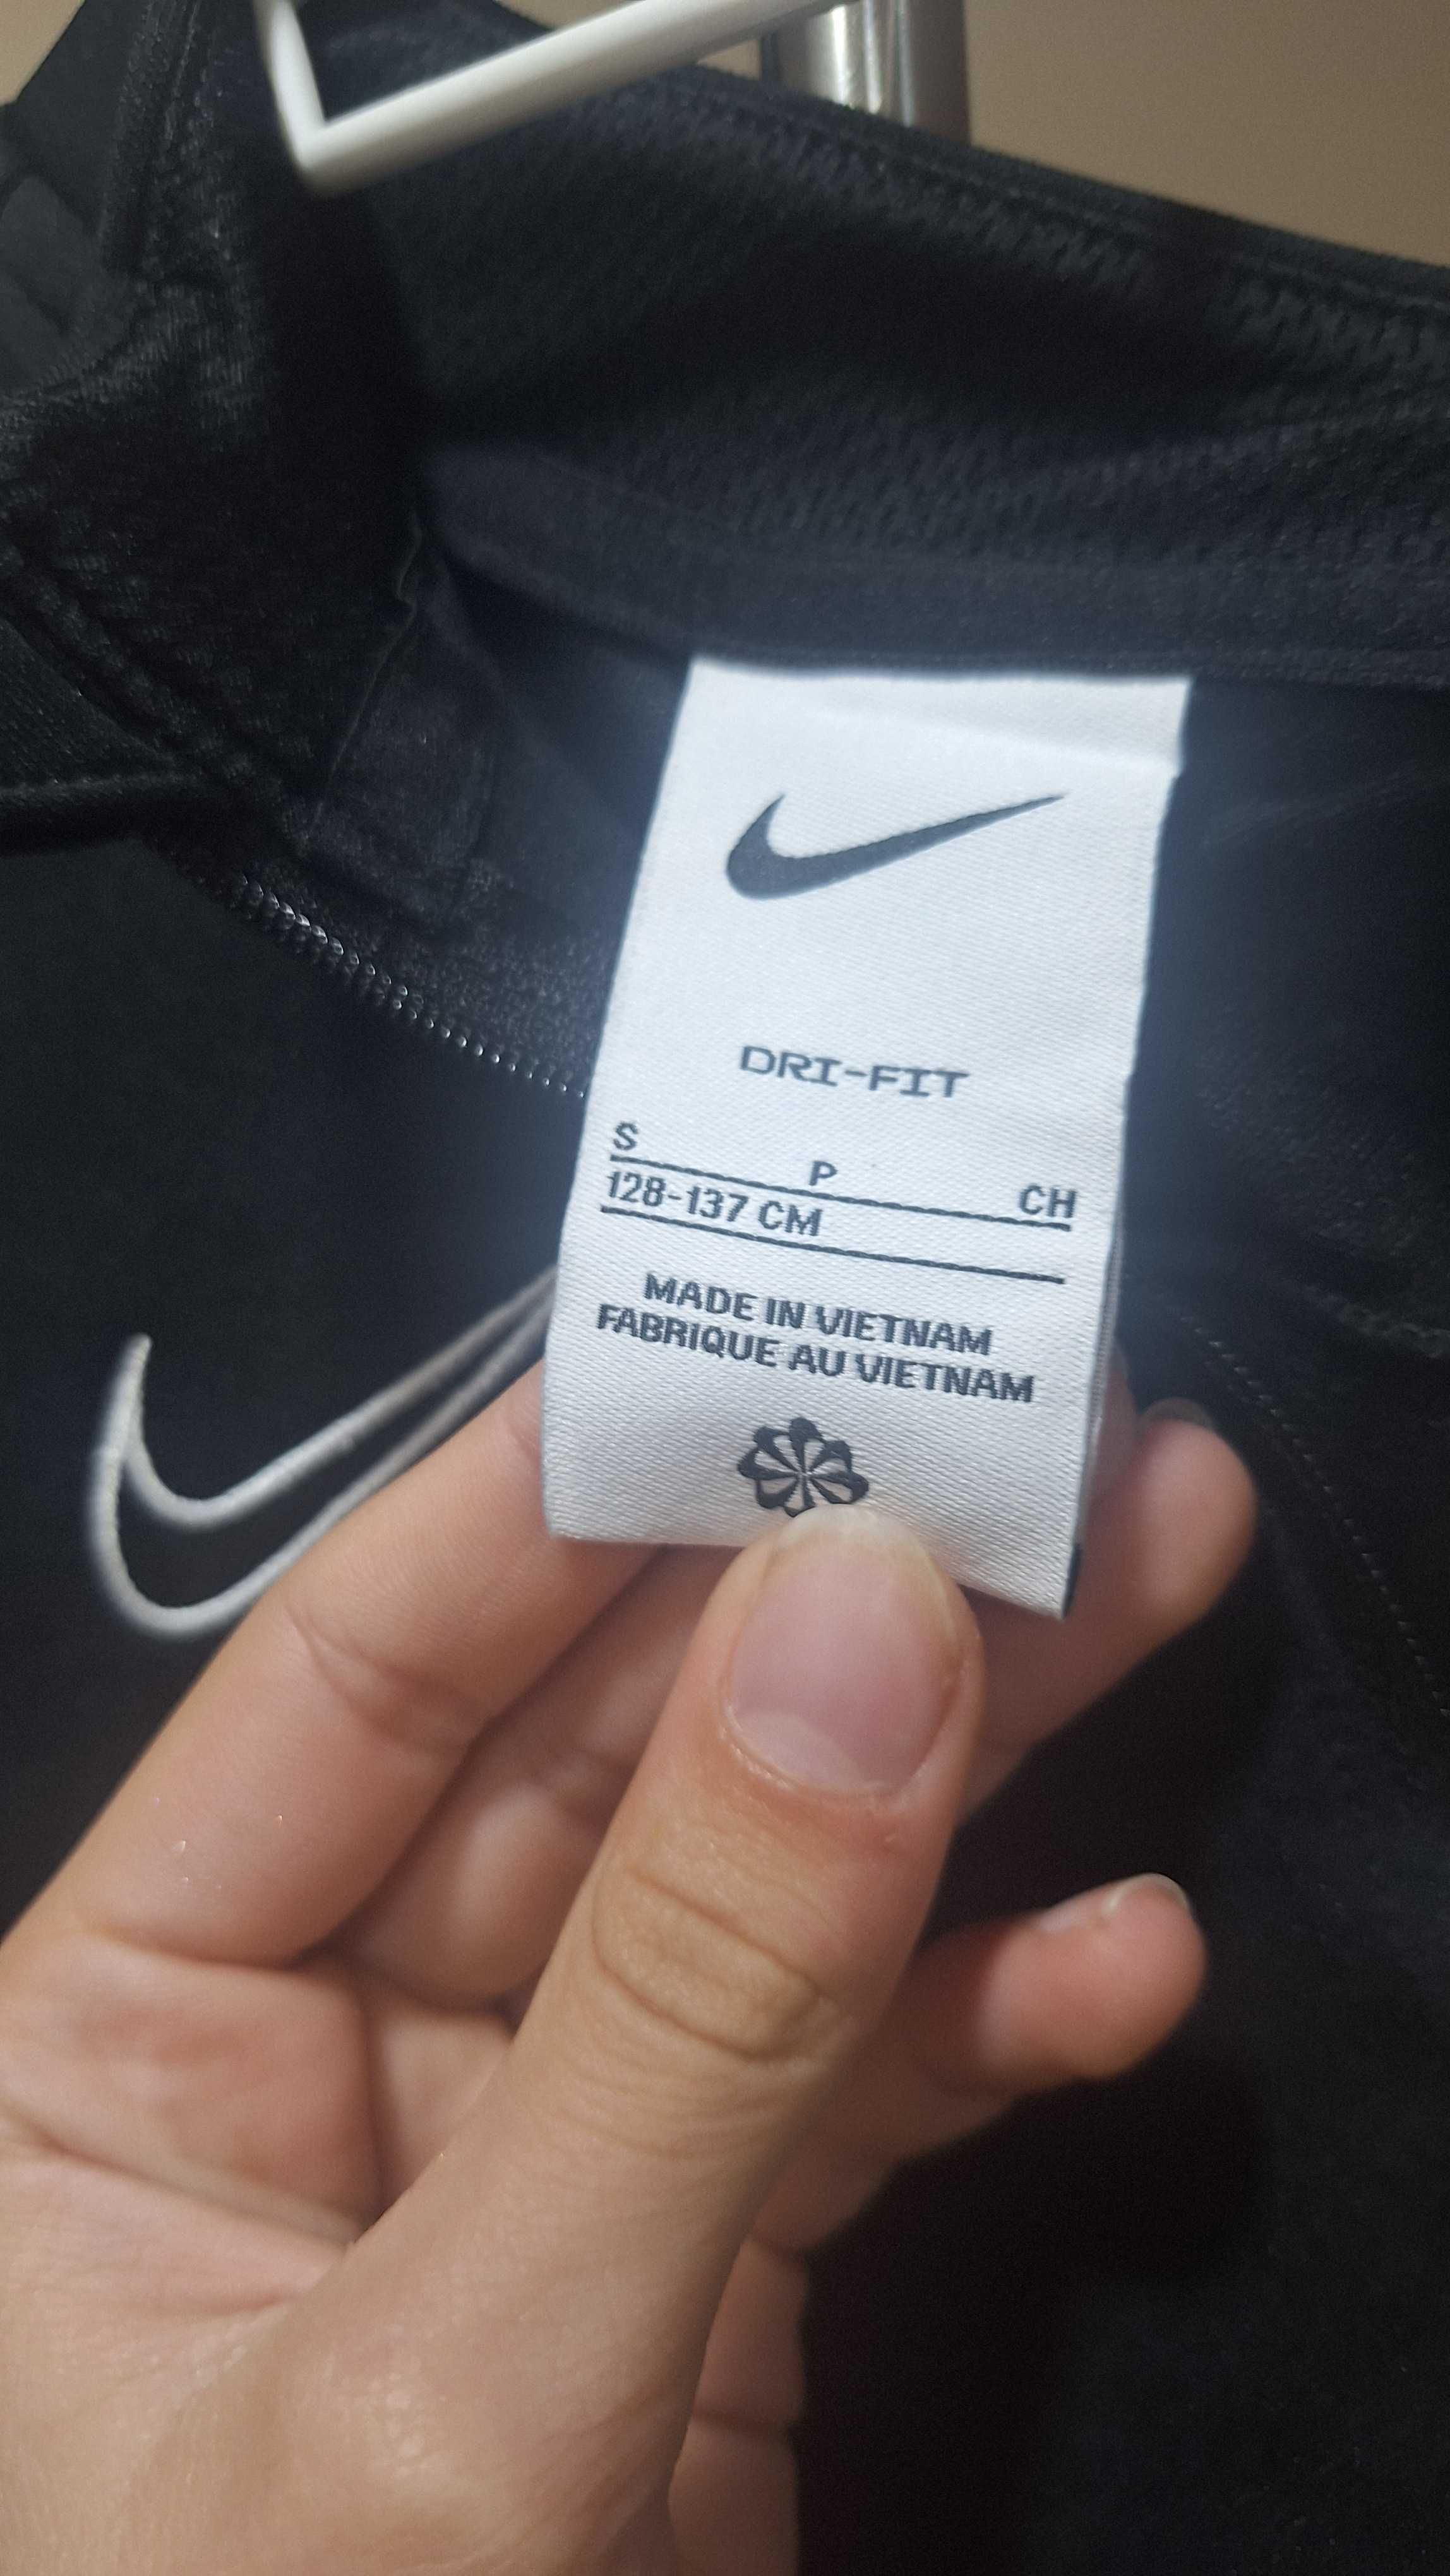 DRI-FIT
S P CH
128-137 CM
MADE IN VIETNAM
FABRIQUE AU VIETNAM